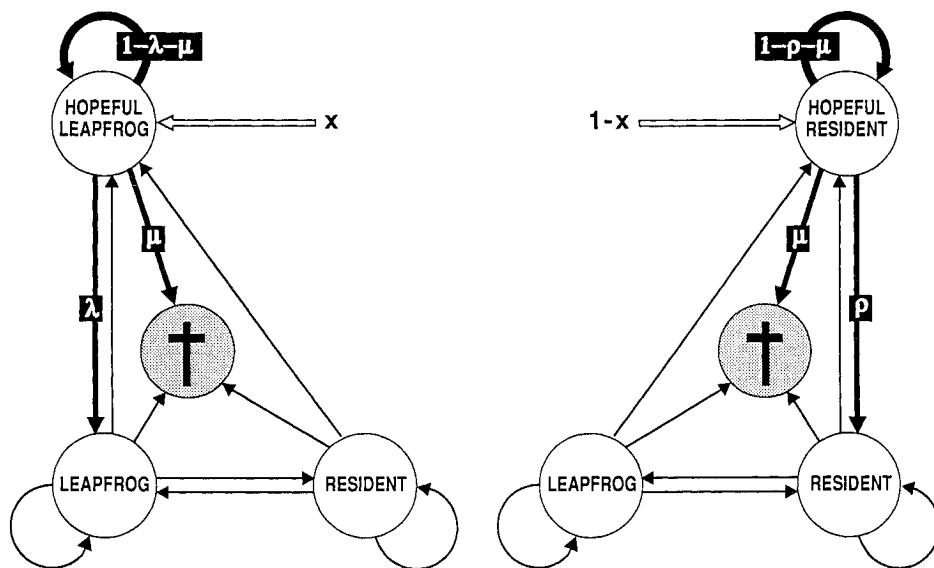 1-λ-μ
HOPEFUL
LEAPFROG
x
μ
λ
LEAPFROG
RESIDENT
1-ρ-μ
1-x
HOPEFUL
RESIDENT
μ
ρ
LEAPFROG
RESIDENT